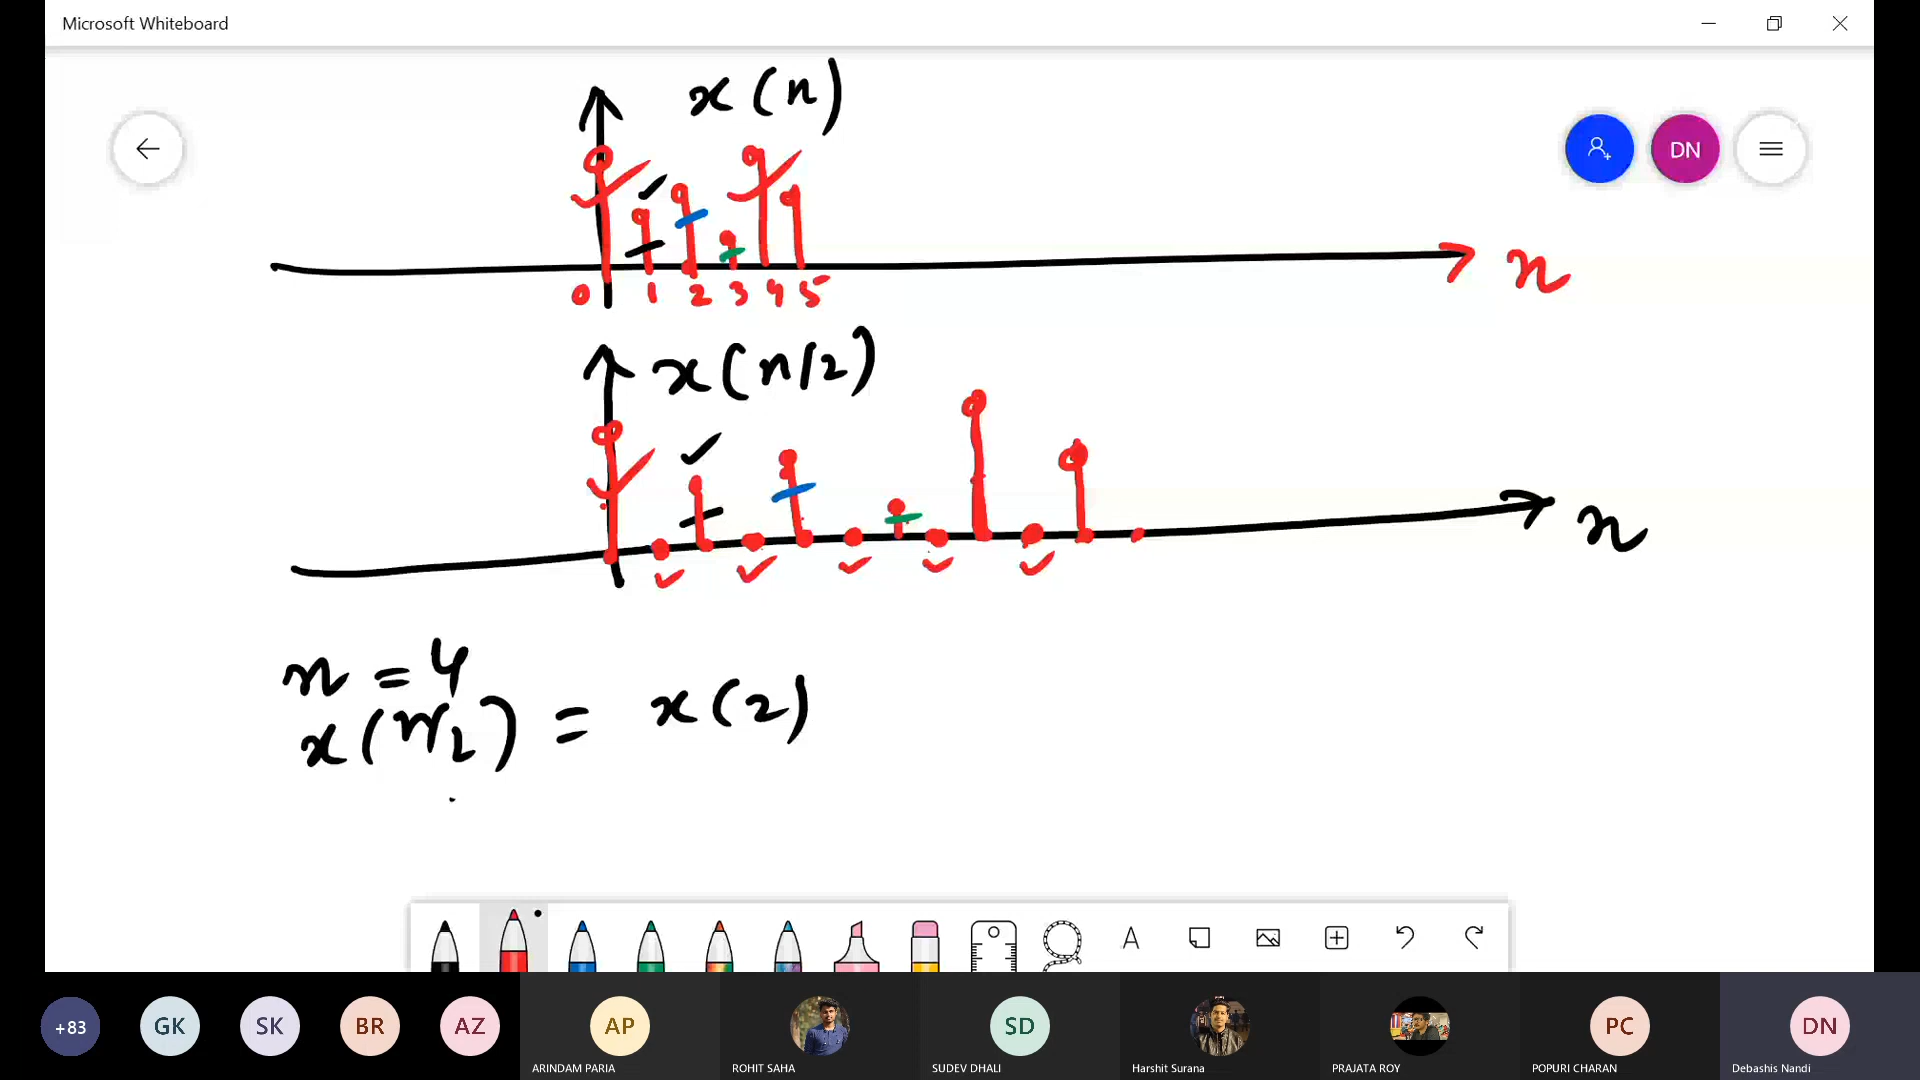 Microsoft Whiteboard
x(n)
DN
0 1 2 3 4 5
n
x(n/2)
n
n = 4
x(n/2) = x(2)
A
+83
GK
SK
BR
AZ
AP
SD
PC
DN
ARINDAM PARIA
ROHIT SAHA
SUDEV DHALI
Harshit Surana
PRAJATA ROY
POPURI CHARAN
Debashis Nandi